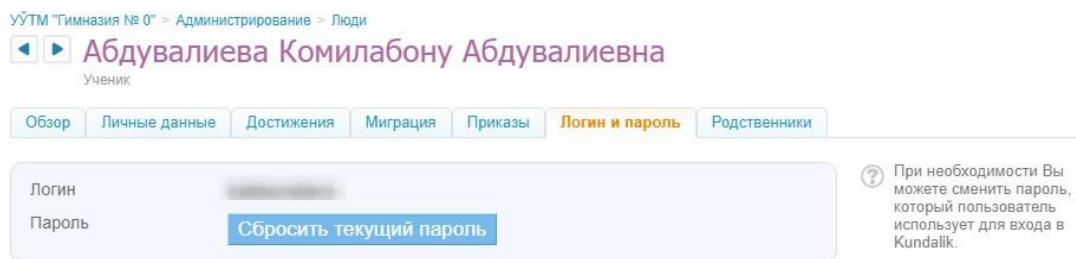 УЎТМ "Гимназия № 0" > Администрирование > Люди
Абдувалиева Комилабону Абдувалиевна
Ученик
Обзор Личные данные Достижения Миграция Приказы Логин и пароль Родственники
Логин
Пароль Сбросить текущий пароль
При необходимости Вы
можете сменить пароль,
который пользователь
использует для входа в
Kundalik.